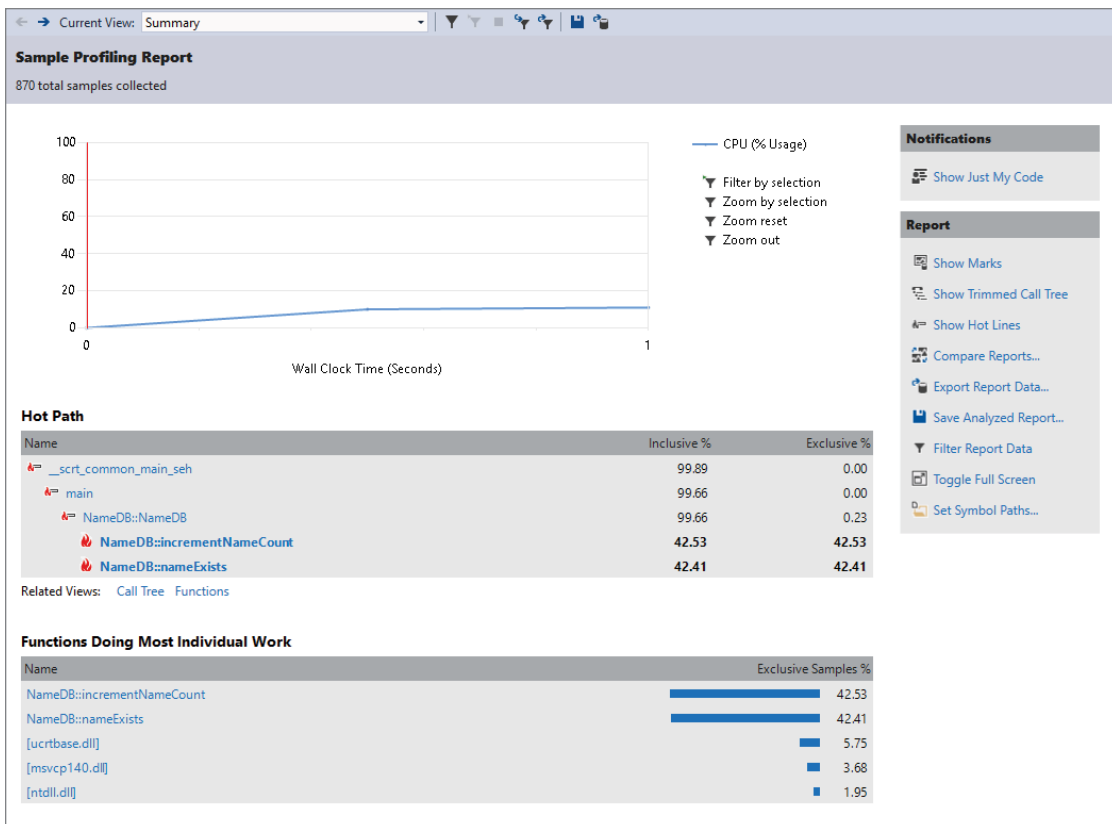 Current View: Summary
Sample Profiling Report
870 total samples collected
100
80
60
40
20
0
0
1
Wall Clock Time (Seconds)
CPU (% Usage)
Filter by selection
Zoom by selection
Zoom reset
Zoom out
Notifications
Show Just My Code
Report
Show Marks
Show Trimmed Call Tree
Show Hot Lines
Compare Reports...
Export Report Data...
Save Analyzed Report...
Filter Report Data
Toggle Full Screen
Set Symbol Paths...
Hot Path
Name Inclusive % Exclusive %
__scrt_common_main_seh 99.89 0.00
main 99.66 0.00
NameDB::NameDB 99.66 0.23
NameDB::incrementNameCount 42.53 42.53
NameDB::nameExists 42.41 42.41
Related Views: Call Tree Functions
Functions Doing Most Individual Work
Name Exclusive Samples %
NameDB::incrementNameCount 42.53
NameDB::nameExists 42.41
[ucrtbase.dll] 5.75
[msvcp140.dll] 3.68
[ntdll.dll] 1.95